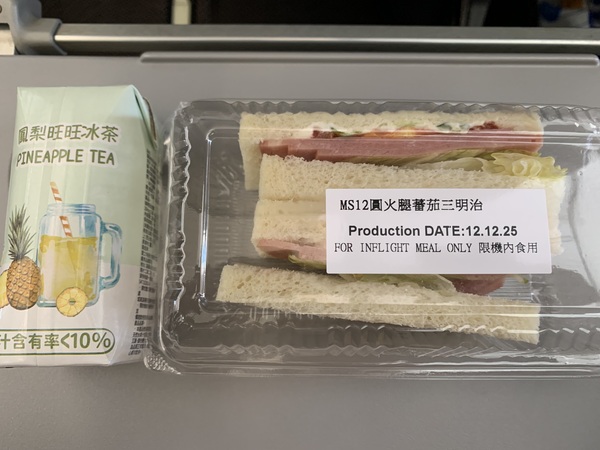 鳳梨旺旺冰茶
PINEAPPLE TEA
汁含有率<10%
MS12圓火腿蕃茄三明治
Production DATE:12.12.25
FOR INFLIGHT MEAL ONLY 限機內食用